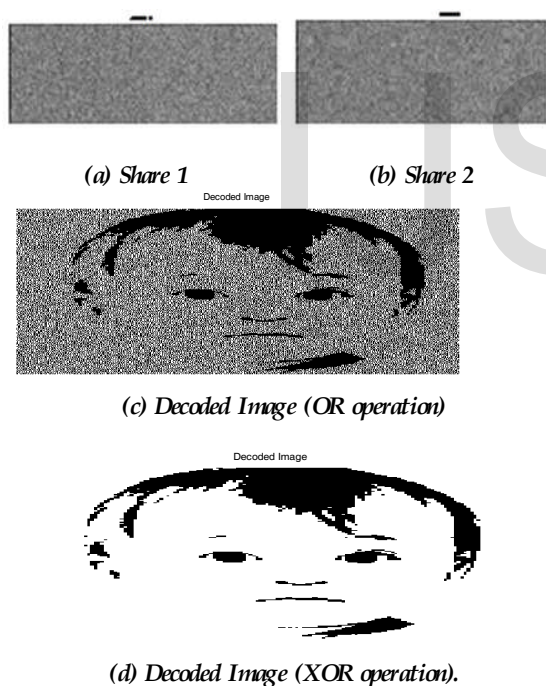 (a) Share 1
(b) Share 2
Decoded Image
(c) Decoded Image (OR operation)
Decoded Image
(d) Decoded Image (XOR operation).